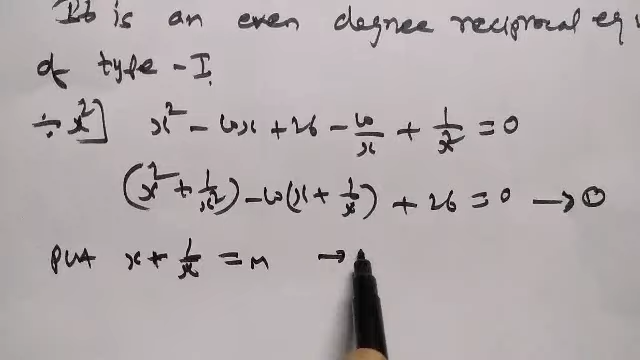 It is an even degree reciprocal equ
of type - I.
÷ x²] x² - 10x + 26 - 10/x + 1/x² = 0
(x² + 1/x²) - 10(x + 1/x) + 26 = 0 → ①
put x + 1/x = m →